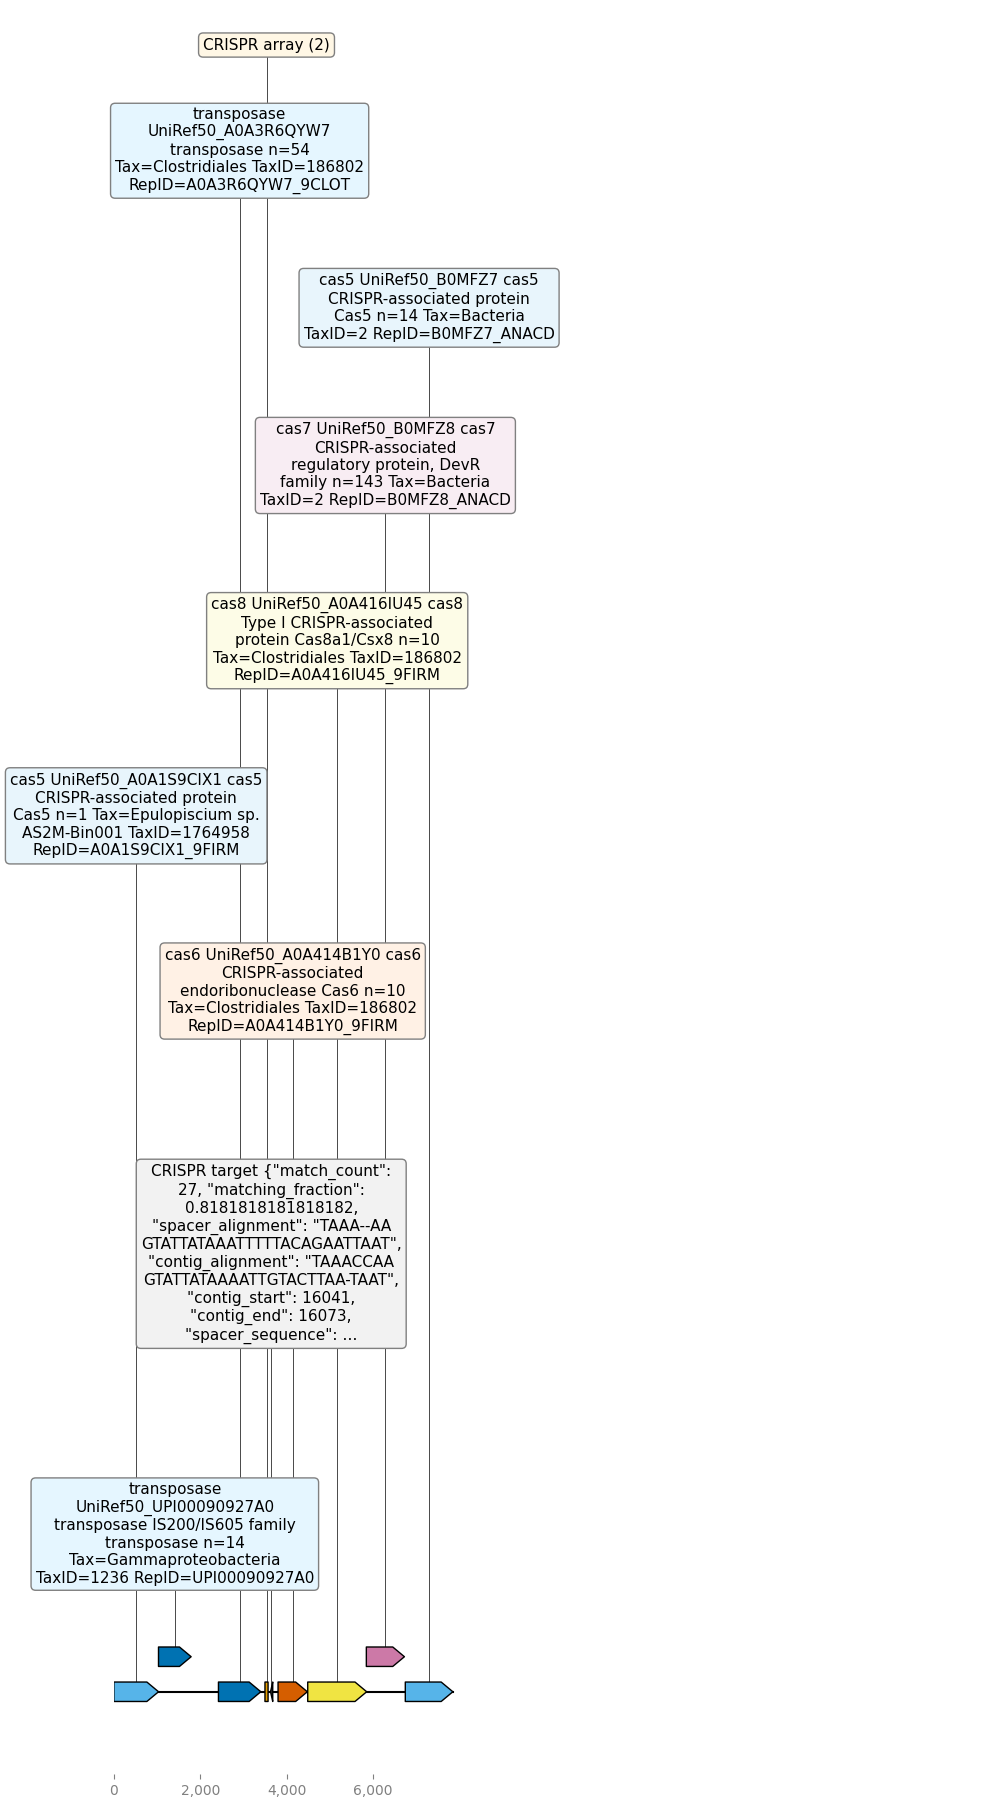 CRISPR array (2)
transposase
UniRef50_A0A3R6QYW7
transposase n=54
Tax=Clostridiales TaxID=186802
RepID=A0A3R6QYW7_9CLOT
cas5 UniRef50_B0MFZ7 cas5
CRISPR-associated protein
Cas5 n=14 Tax=Bacteria
TaxID=2 RepID=B0MFZ7_ANACD
cas7 UniRef50_B0MFZ8 cas7
CRISPR-associated
regulatory protein, DevR
family n=143 Tax=Bacteria
TaxID=2 RepID=B0MFZ8_ANACD
cas8 UniRef50_A0A416IU45 cas8
Type I CRISPR-associated
protein Cas8a1/Csx8 n=10
Tax=Clostridiales TaxID=186802
RepID=A0A416IU45_9FIRM
cas5 UniRef50_A0A1S9CIX1 cas5
CRISPR-associated protein
Cas5 n=1 Tax=Epulopiscium sp.
AS2M-Bin001 TaxID=1764958
RepID=A0A1S9CIX1_9FIRM
cas6 UniRef50_A0A414B1Y0 cas6
CRISPR-associated
endoribonuclease Cas6 n=10
Tax=Clostridiales TaxID=186802
RepID=A0A414B1Y0_9FIRM
CRISPR target {"match_count":
27, "matching_fraction":
0.8181818181818182,
"spacer_alignment": "TAAA--AA
GTATTATAAATTTTTACAGAATTAAT",
"contig_alignment": "TAAACCAA
GTATTATAAAATTGTACTTAA-TAAT",
"contig_start": 16041,
"contig_end": 16073,
"spacer_sequence": ...
transposase
UniRef50_UPI00090927A0
transposase IS200/IS605 family
transposase n=14
Tax=Gammaproteobacteria
TaxID=1236 RepID=UPI00090927A0
0 2,000 4,000 6,000